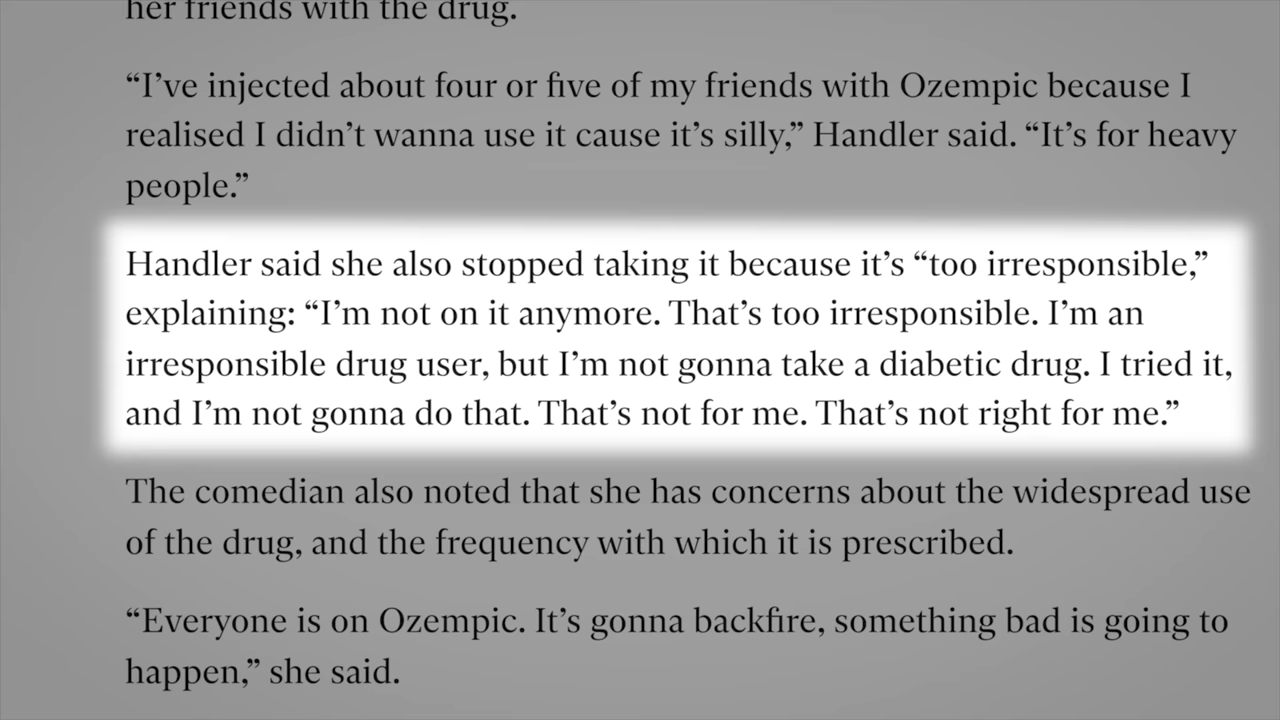 her friends with the drug.
“I’ve injected about four or five of my friends with Ozempic because I
realised I didn’t wanna use it cause it’s silly,” Handler said. “It’s for heavy
people.”
Handler said she also stopped taking it because it’s “too irresponsible,”
explaining: “I’m not on it anymore. That’s too irresponsible. I’m an
irresponsible drug user, but I’m not gonna take a diabetic drug. I tried it,
and I’m not gonna do that. That’s not for me. That’s not right for me.”
The comedian also noted that she has concerns about the widespread use
of the drug, and the frequency with which it is prescribed.
“Everyone is on Ozempic. It’s gonna backfire, something bad is going to
happen,” she said.